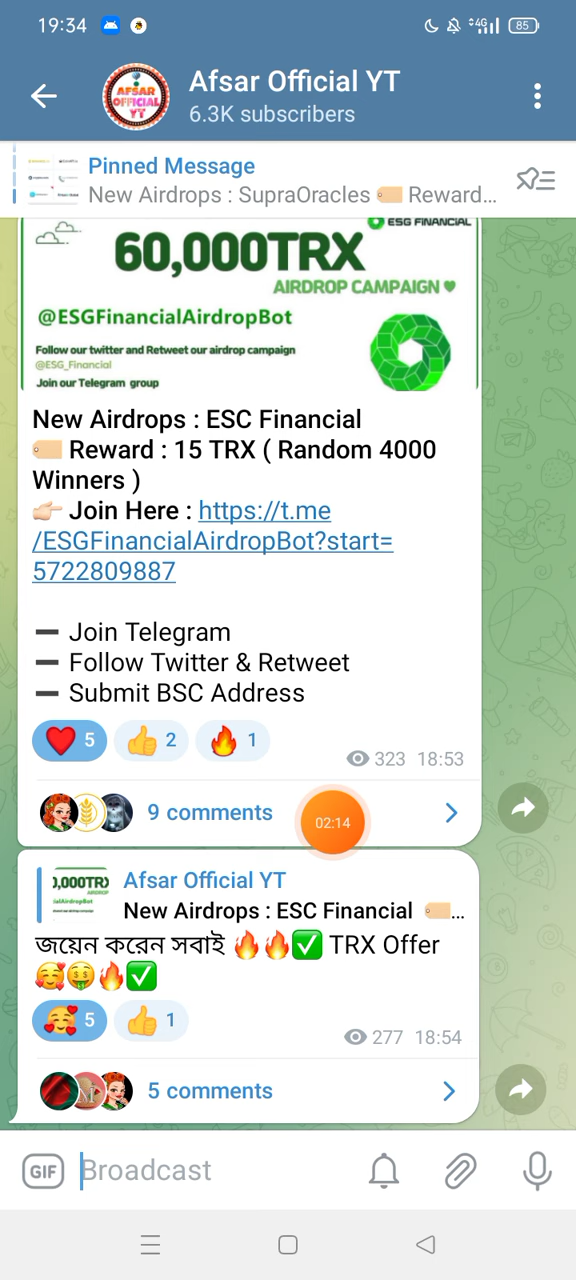 19:34
4G
85
AFSAR
OFFICIAL
YT
Afsar Official YT
6.3K subscribers
Pinned Message
New Airdrops : SupraOracles 🏷️ Reward...
ESG FINANCIAL
60,000TRX
AIRDROP CAMPAIGN
@ESGFinancialAirdropBot
Follow our twitter and Retweet our airdrop campaign
@ESG_Financial
Join our Telegram group
New Airdrops : ESC Financial
🏷️ Reward : 15 TRX ( Random 4000
Winners )
👉🏻 Join Here : https://t.me
/ESGFinancialAirdropBot?start=
5722809887
➖ Join Telegram
➖ Follow Twitter & Retweet
➖ Submit BSC Address
❤️ 5 👍 2 🔥 1
323 18:53
9 comments
02:14
Afsar Official YT
New Airdrops : ESC Financial 🏷️...
জয়েন করেন সবাই 🔥🔥✅ TRX Offer
🥰🤑🔥✅
🥰 5 👍 1
277 18:54
5 comments
GIF
Broadcast